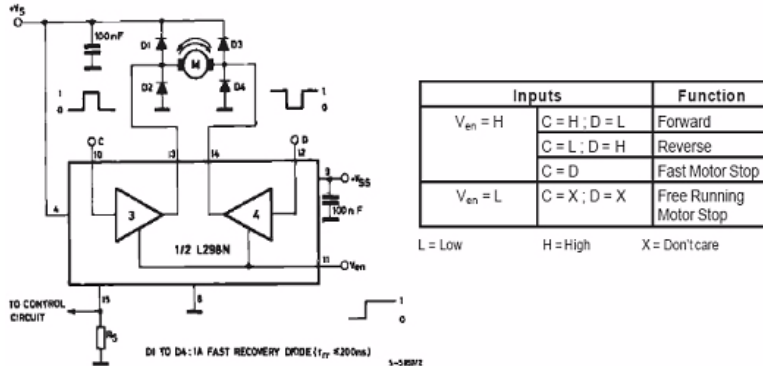 +Vs
100nF
D1
D3
M
D2
D4
1
0
1
0
C
D
10
13
14
12
9
+VSS
100nF
4
3
4
1/2 L298N
11
Ven
15
8
TO CONTROL
CIRCUIT
RS
1
0
D1 TO D4 : 1A FAST RECOVERY DIODE (trr ≤ 200ns)
Inputs
Function
Ven = H
C = H ; D = L
Forward
C = L ; D = H
Reverse
C = D
Fast Motor Stop
Ven = L
C = X ; D = X
Free Running
Motor Stop
L = Low
H = High
X = Don't care